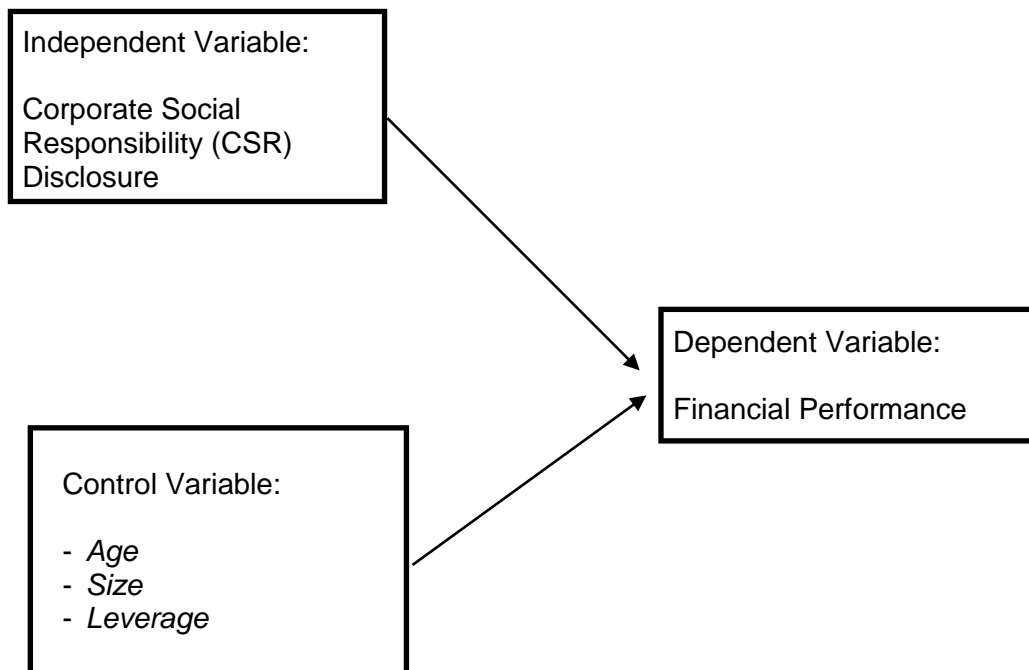 Independent Variable:
Corporate Social
Responsibility (CSR)
Disclosure
Dependent Variable:
Financial Performance
Control Variable:
- Age
- Size
- Leverage